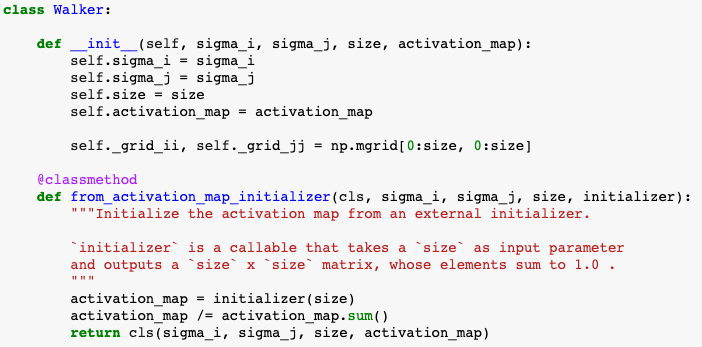 class Walker:
    def __init__(self, sigma_i, sigma_j, size, activation_map):
        self.sigma_i = sigma_i
        self.sigma_j = sigma_j
        self.size = size
        self.activation_map = activation_map
        self._grid_ii, self._grid_jj = np.mgrid[0:size, 0:size]
    @classmethod
    def from_activation_map_initializer(cls, sigma_i, sigma_j, size, initializer):
        """Initialize the activation map from an external initializer.
        `initializer` is a callable that takes a `size` as input parameter
        and outputs a `size` x `size` matrix, whose elements sum to 1.0 .
        """
        activation_map = initializer(size)
        activation_map /= activation_map.sum()
        return cls(sigma_i, sigma_j, size, activation_map)